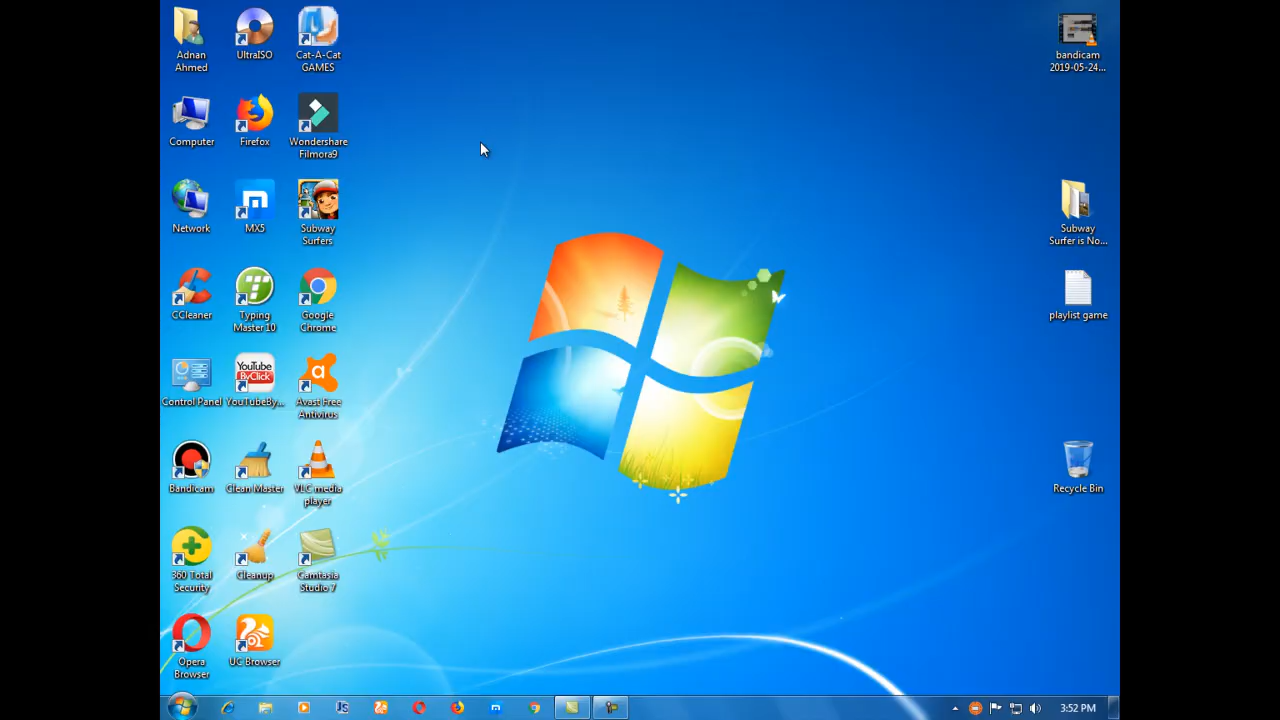 Adnan
Ahmed
UltraISO
Cat-A-Cat
GAMES
bandicam
2019-05-24...
Computer
Firefox
Wondershare
Filmora9
Network
MX5
Subway
Surfers
Subway
Surfer is No...
CCleaner
Typing
Master 10
Google
Chrome
playlist game
YouTube
ByClick
Control Panel
YouTubeBy...
Avast Free
Antivirus
Bandicam
Clean Master
VLC media
player
Recycle Bin
360 Total
Security
Cleanup
Camtasia
Studio 7
Opera
Browser
UC Browser
3:52 PM